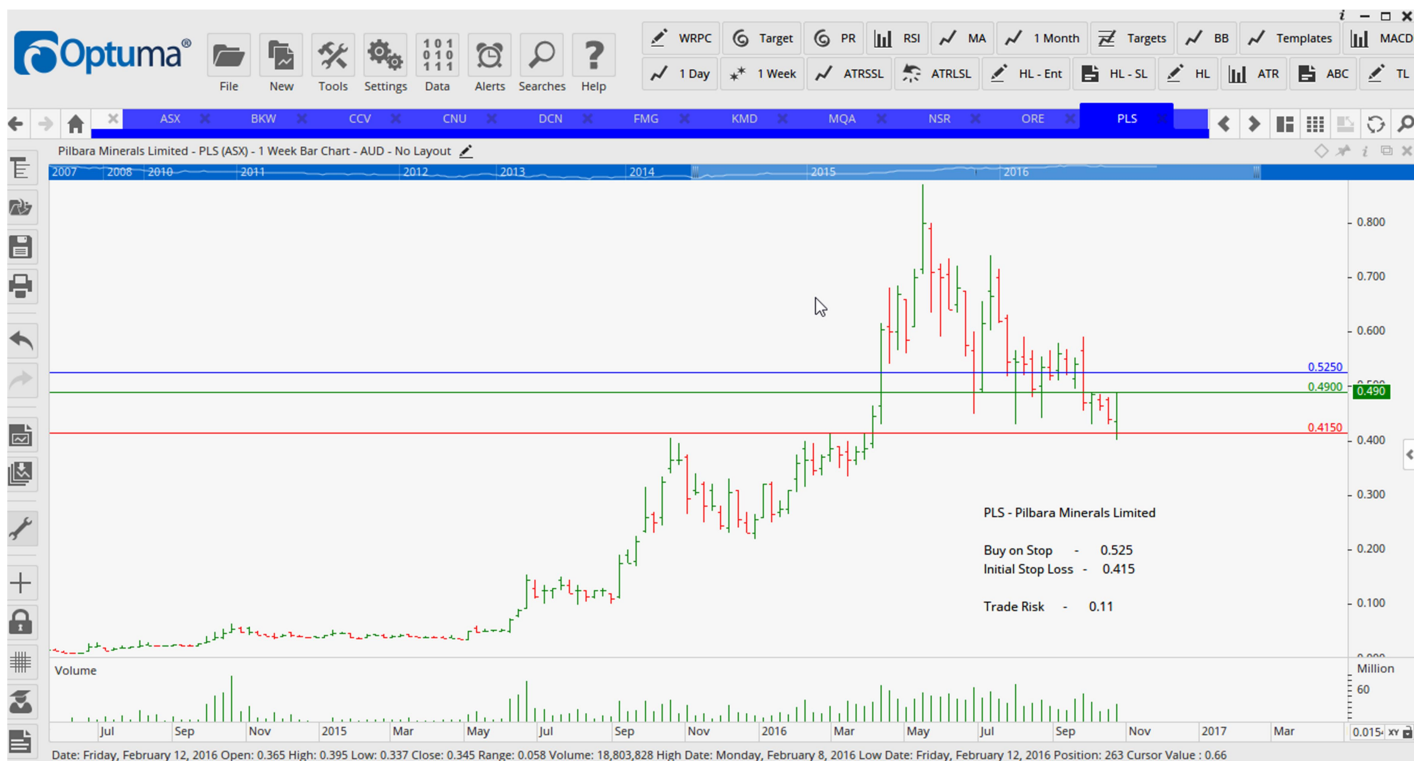 i
Optuma®
File New Tools Settings Data Alerts Searches Help
101
010
111
WRPC Target PR RSI MA 1 Month Targets BB Templates MACD
1 Day 1 Week ATRSSL ATRLSL HL - Ent HL - SL HL ATR ABC TL
ASX BKW CCV CNU DCN FMG KMD MQA NSR ORE PLS
Pilbara Minerals Limited - PLS (ASX) - 1 Week Bar Chart - AUD - No Layout
2007 2008 2010 2011 2012 2013 2014 2015 2016
0.800
0.700
0.600
0.5250
0.4900
0.490
0.4150
0.400
0.300
0.200
0.100
PLS - Pilbara Minerals Limited
Buy on Stop - 0.525
Initial Stop Loss - 0.415
Trade Risk - 0.11
Volume
Million
60
Jul Sep Nov 2015 Mar May Jul Sep Nov 2016 Mar May Jul Sep Nov 2017 Mar
XY
Date: Friday, February 12, 2016 Open: 0.365 High: 0.395 Low: 0.337 Close: 0.345 Range: 0.058 Volume: 18,803,828 High Date: Monday, February 8, 2016 Low Date: Friday, February 12, 2016 Position: 263 Cursor Value : 0.66